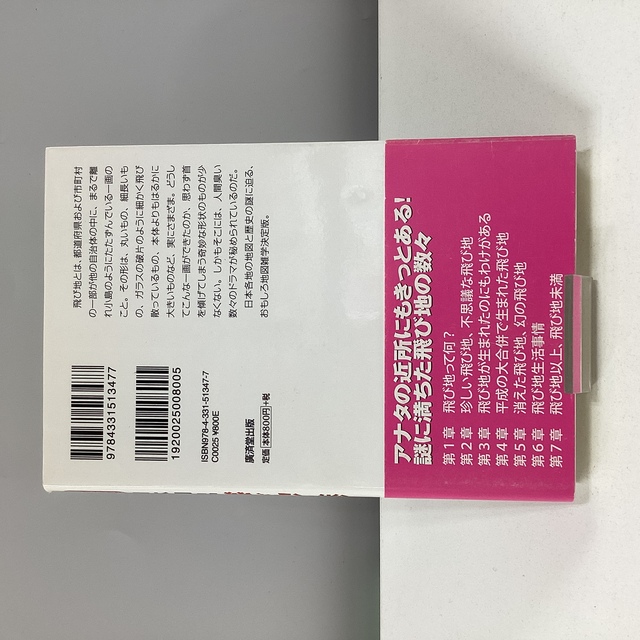 飛び地とは、都道府県および市町村
の一部が他の自治体の中に、まるで離
れ小島のようにたたずんでいる一画の
こと。その形は、丸いもの、細長いも
の、ガラスの破片のように細かく飛び
散っているもの、本体よりもはるかに
大きいものなど、実にさまざま。どうし
てこんな一画ができたのか、思わず首
を傾げてしまう奇妙な形状のものが少
なくない。しかもそこには、人間臭い
数々のドラマが秘められているのだ。
日本各地の地図と歴史の謎に迫る、
おもしろ地図雑学決定版。
9784331513477
1920025008005
ISBN978-4-331-51347-7
C0025 ¥800E
廣済堂出版
定価 本体800円+税
アナタの近所にもきっとある!
謎に満ちた飛び地の数々
第1章 飛び地って何?
第2章 珍しい飛び地、不思議な飛び地
第3章 飛び地が生まれたのにもわけがある
第4章 平成の大合併で生まれた飛び地
第5章 消えた飛び地、幻の飛び地
第6章 飛び地生活事情
第7章 飛び地以上、飛び地未満